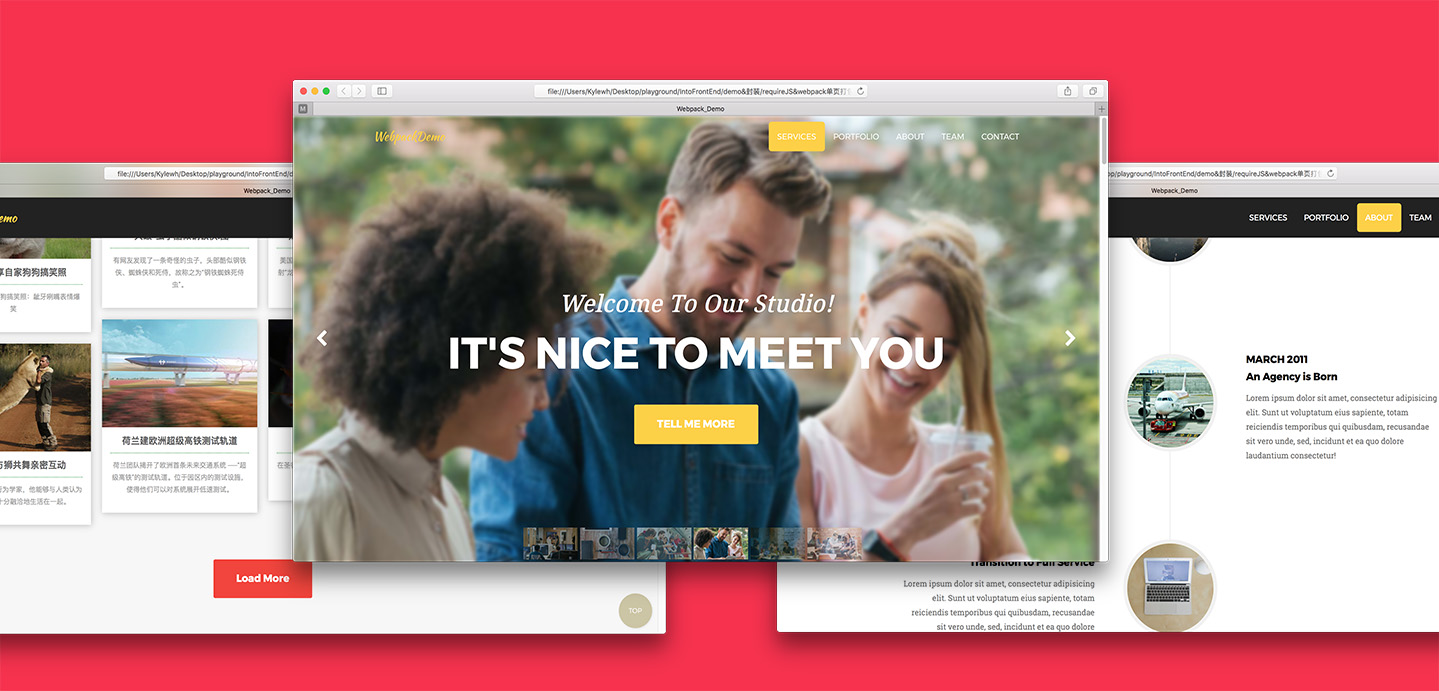 file:///Users/Kylewh/Desktop/playground/IntoFrontEnd/demo&封装/requireJS&webpack单页打
Webpack_Demo
WebpackDemo
SERVICES
PORTFOLIO
ABOUT
TEAM
CONTACT
Welcome To Our Studio!
IT'S NICE TO MEET YOU
TELL ME MORE
file:///Users/Kylewh/Desktop/playground/IntoFrontEnd/d
Webpack_Demo
emo
享自家狗狗搞笑照
狗搞笑照：龇牙咧嘴表情爆
笑
有网友发现了一条奇怪的虫子，头部酷似钢铁
侠、蜘蛛侠和死侍，故称之为“钢铁蜘蛛死侍
虫”。
美国
狮共舞亲密互动
为学家，他能够与人类认为
十分融洽地生活在一起。
荷兰建欧洲超级高铁测试轨道
荷兰团队揭开了欧洲首条未来交通系统 ——“超
级高铁”的测试轨道。位于园区内的测试设施，
使得他们可以对系统展开低速测试。
在圣
Load More
TOP
op/playground/IntoFrontEnd/demo&封装/requireJS&webpack单页打
Webpack_Demo
SERVICES
PORTFOLIO
ABOUT
TEAM
MARCH 2011
An Agency is Born
Lorem ipsum dolor sit amet, consectetur adipisicing
elit. Sunt ut voluptatum eius sapiente, totam
reiciendis temporibus qui quibusdam, recusandae
sit vero unde, sed, incidunt et ea quo dolore
laudantium consectetur!
Transition to Full Service
Lorem ipsum dolor sit amet, consectetur adipisicing
elit. Sunt ut voluptatum eius sapiente, totam
reiciendis temporibus qui quibusdam, recusandae
sit vero unde, sed, incidunt et ea quo dolore